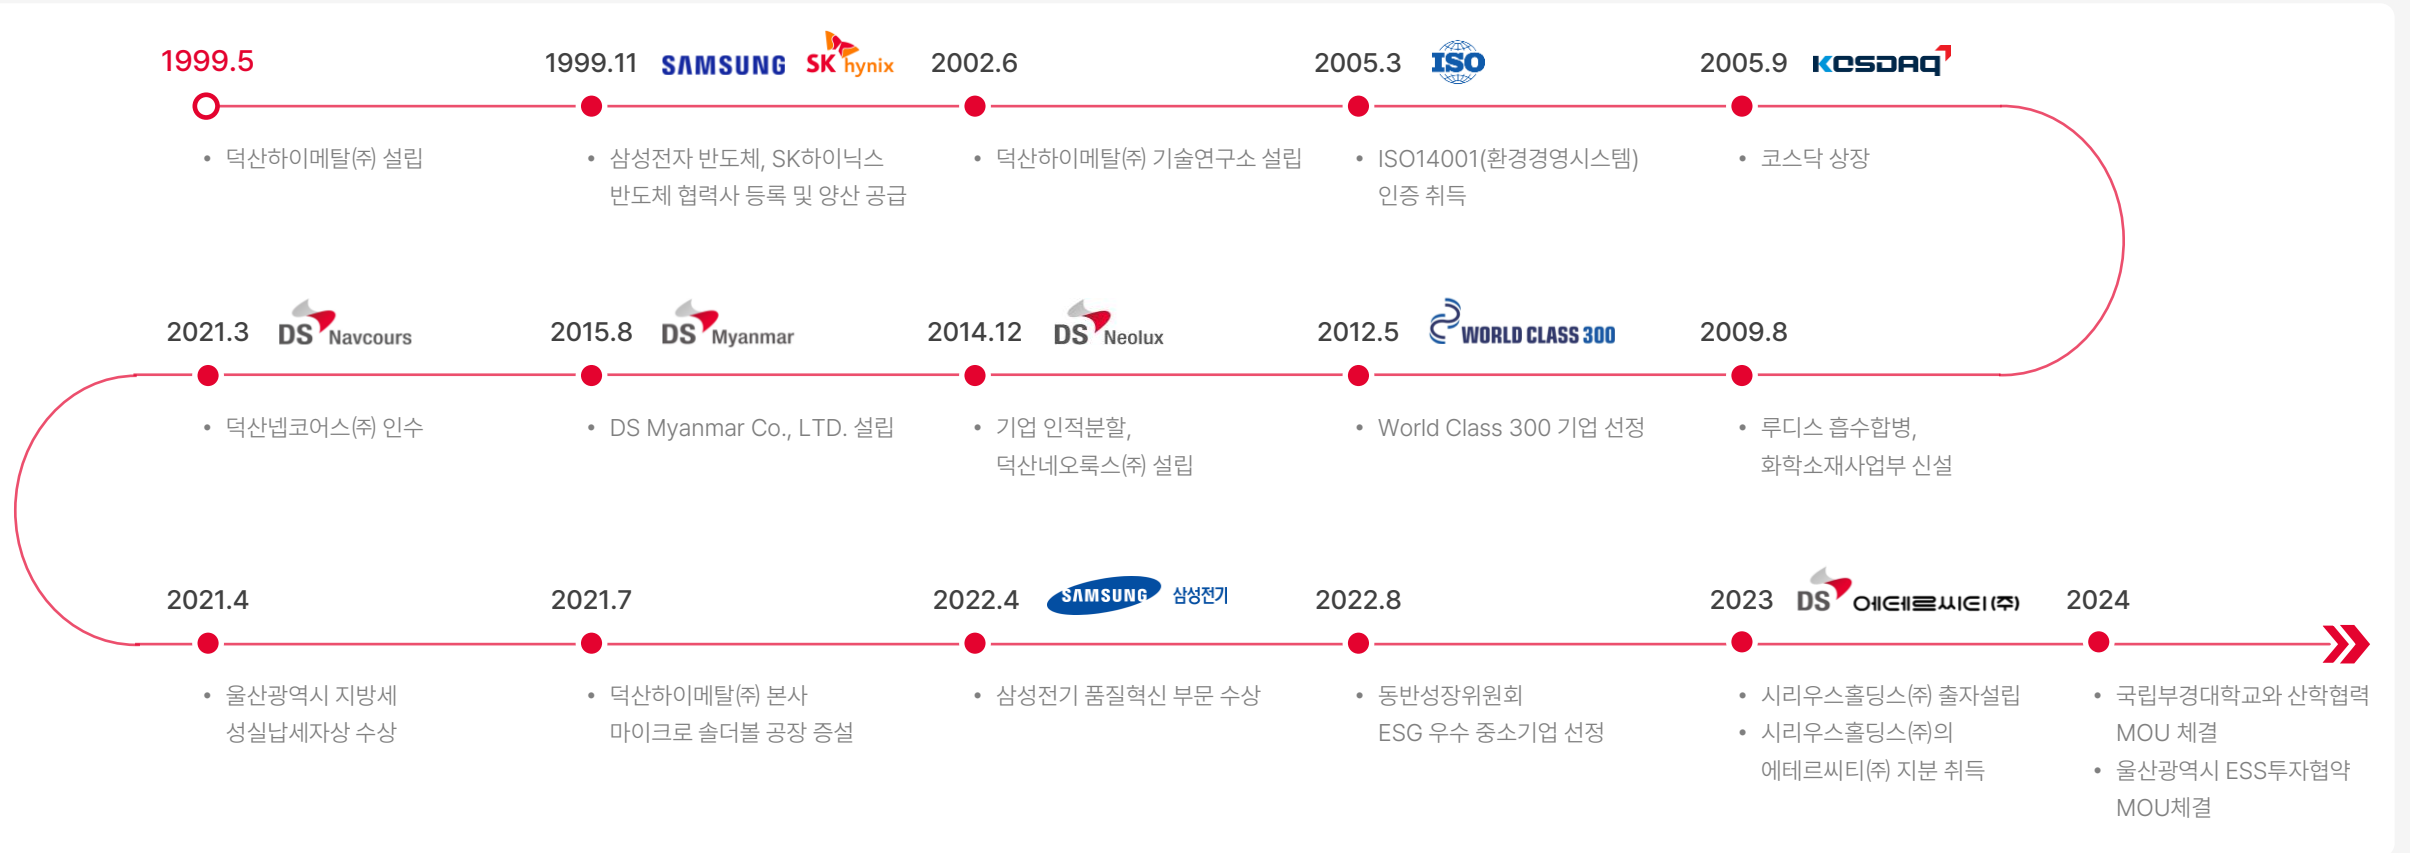 1999.5
덕산하이메탈㈜ 설립
1999.11 SAMSUNG SK hynix
삼성전자 반도체, SK하이닉스
반도체 협력사 등록 및 양산 공급
2002.6
덕산하이메탈㈜ 기술연구소 설립
2005.3 ISO
ISO14001(환경경영시스템)
인증 취득
2005.9 KOSDAQ
코스닥 상장
2009.8
루디스 흡수합병,
화학소재사업부 신설
2012.5 WORLD CLASS 300
World Class 300 기업 선정
2014.12 DS Neolux
기업 인적분할,
덕산네오룩스㈜ 설립
2015.8 DS Myanmar
DS Myanmar Co., LTD. 설립
2021.3 DS Navcours
덕산넵코어스㈜ 인수
2021.4
울산광역시 지방세
성실납세자상 수상
2021.7
덕산하이메탈㈜ 본사
마이크로 솔더볼 공장 증설
2022.4 SAMSUNG 삼성전기
삼성전기 품질혁신 부문 수상
2022.8
동반성장위원회
ESG 우수 중소기업 선정
2023 DS 에테르씨티(주)
시리우스홀딩스㈜ 출자설립
시리우스홀딩스㈜의
에테르씨티㈜ 지분 취득
2024
국립부경대학교와 산학협력
MOU 체결
울산광역시 ESS투자협약
MOU체결